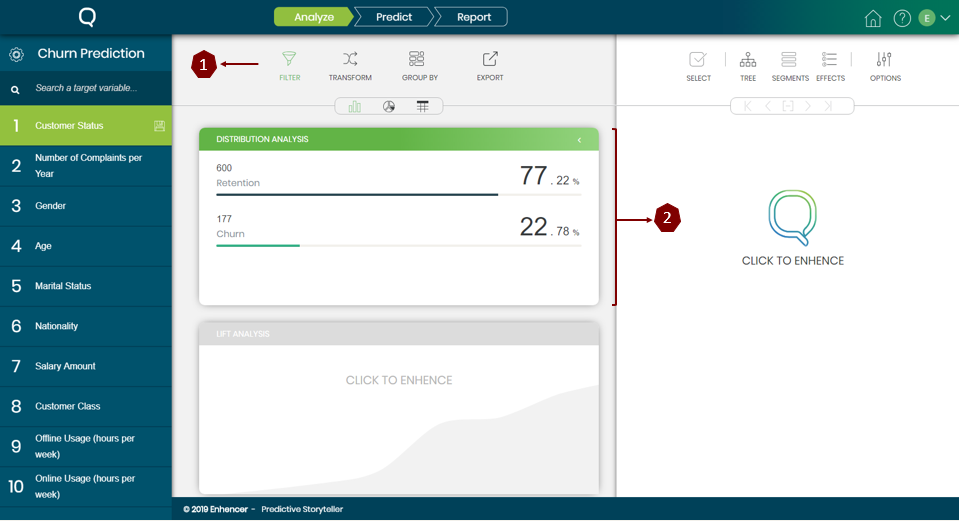 Q
Analyze
Predict
Report
?
E
Churn Prediction
Search a target variable...
1 Customer Status
2 Number of Complaints per
Year
3 Gender
4 Age
5 Marital Status
6 Nationality
7 Salary Amount
8 Customer Class
9 Offline Usage (hours per
week)
10 Online Usage (hours per
week)
1
FILTER
TRANSFORM
GROUP BY
EXPORT
DISTRIBUTION ANALYSIS
600
Retention
77 . 22 %
177
Churn
22 . 78 %
2
LIFT ANALYSIS
CLICK TO ENHENCE
SELECT
TREE
SEGMENTS
EFFECTS
OPTIONS
CLICK TO ENHENCE
© 2019 Enhencer - Predictive Storyteller